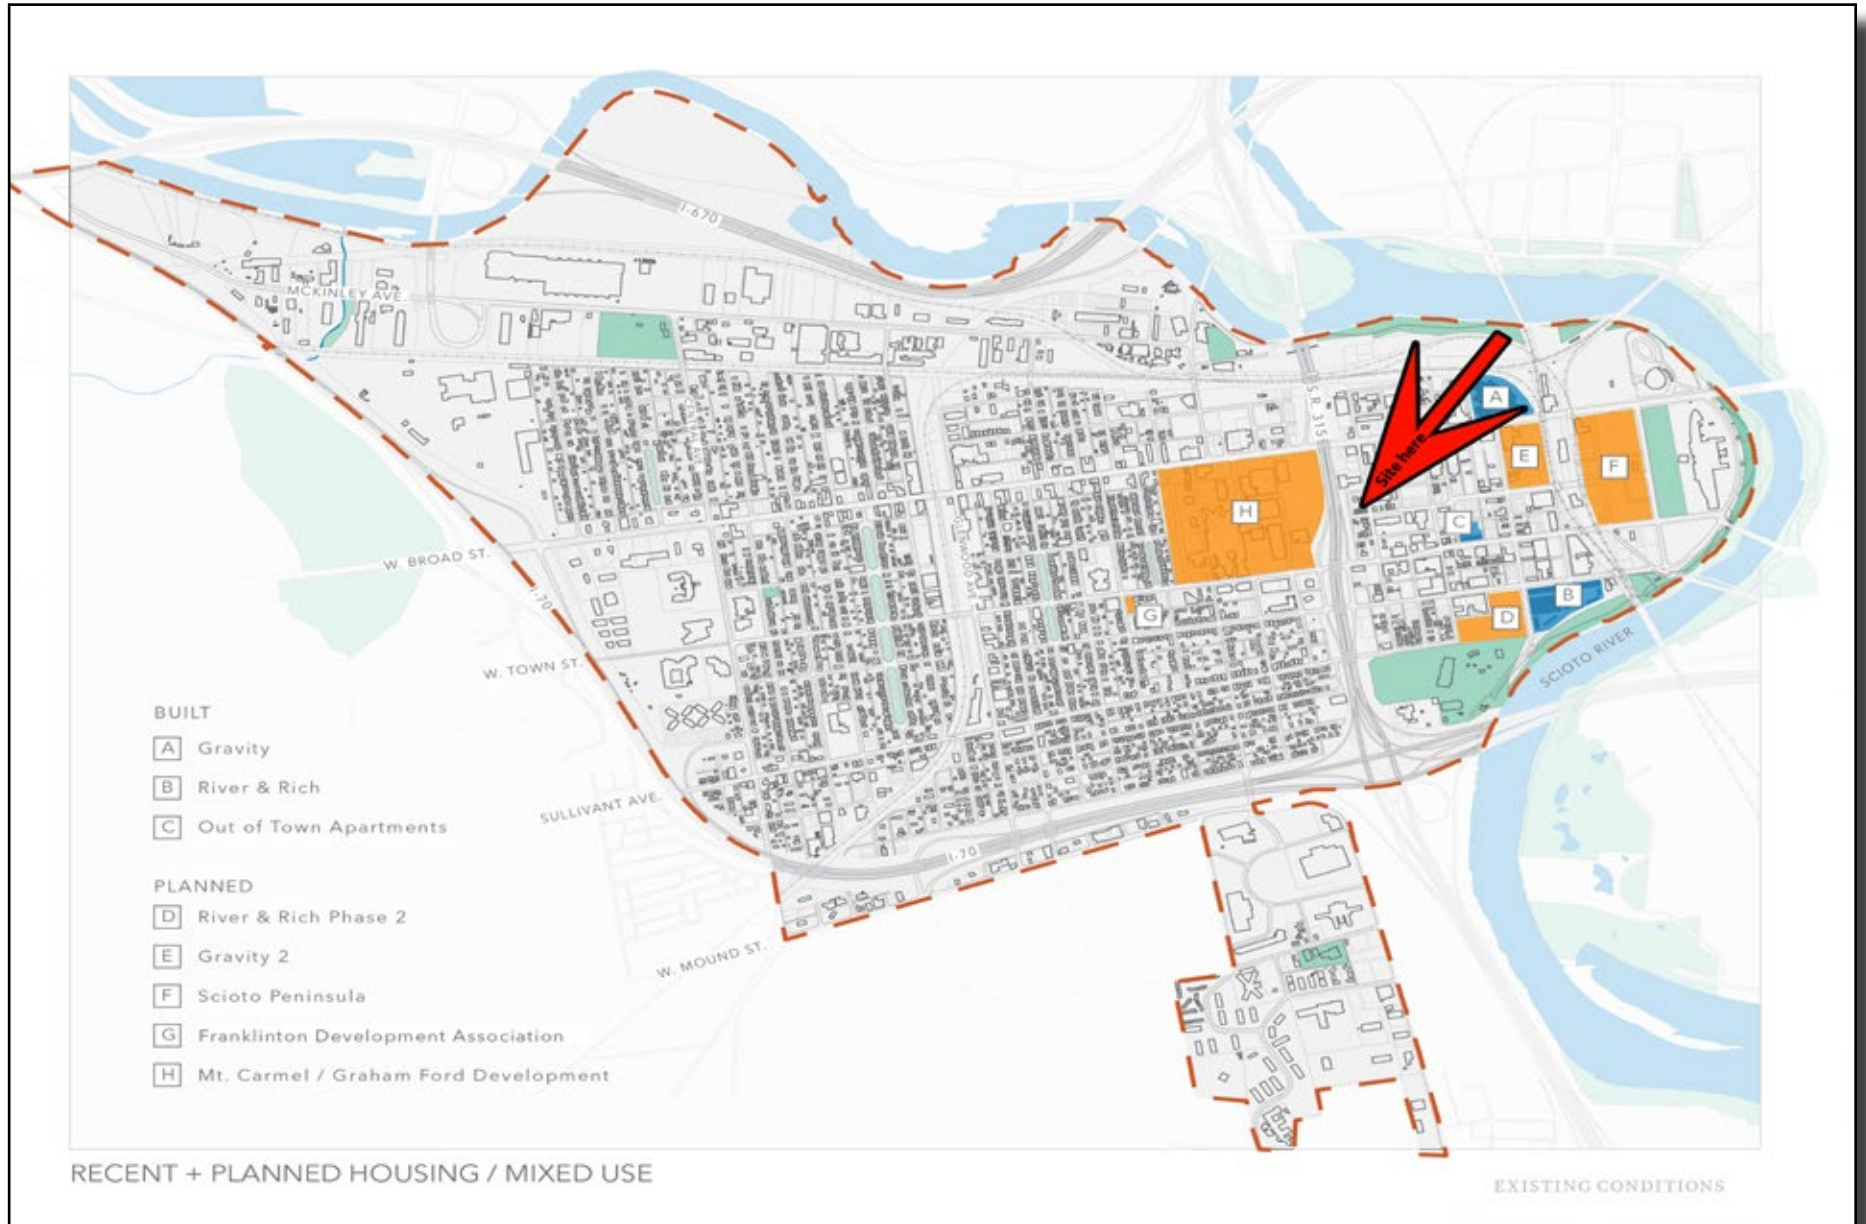 I-670
MCKINLEY AVE.
S.R. 315
A
Site here
E
F
H
C
W. BROAD ST.
I-70
G
B
D
W. TOWN ST.
SCIOTO RIVER
SULLIVANT AVE.
I-70
W. MOUND ST.
BUILT
A Gravity
B River & Rich
C Out of Town Apartments
PLANNED
D River & Rich Phase 2
E Gravity 2
F Scioto Peninsula
G Franklinton Development Association
H Mt. Carmel / Graham Ford Development
RECENT + PLANNED HOUSING / MIXED USE
EXISTING CONDITIONS